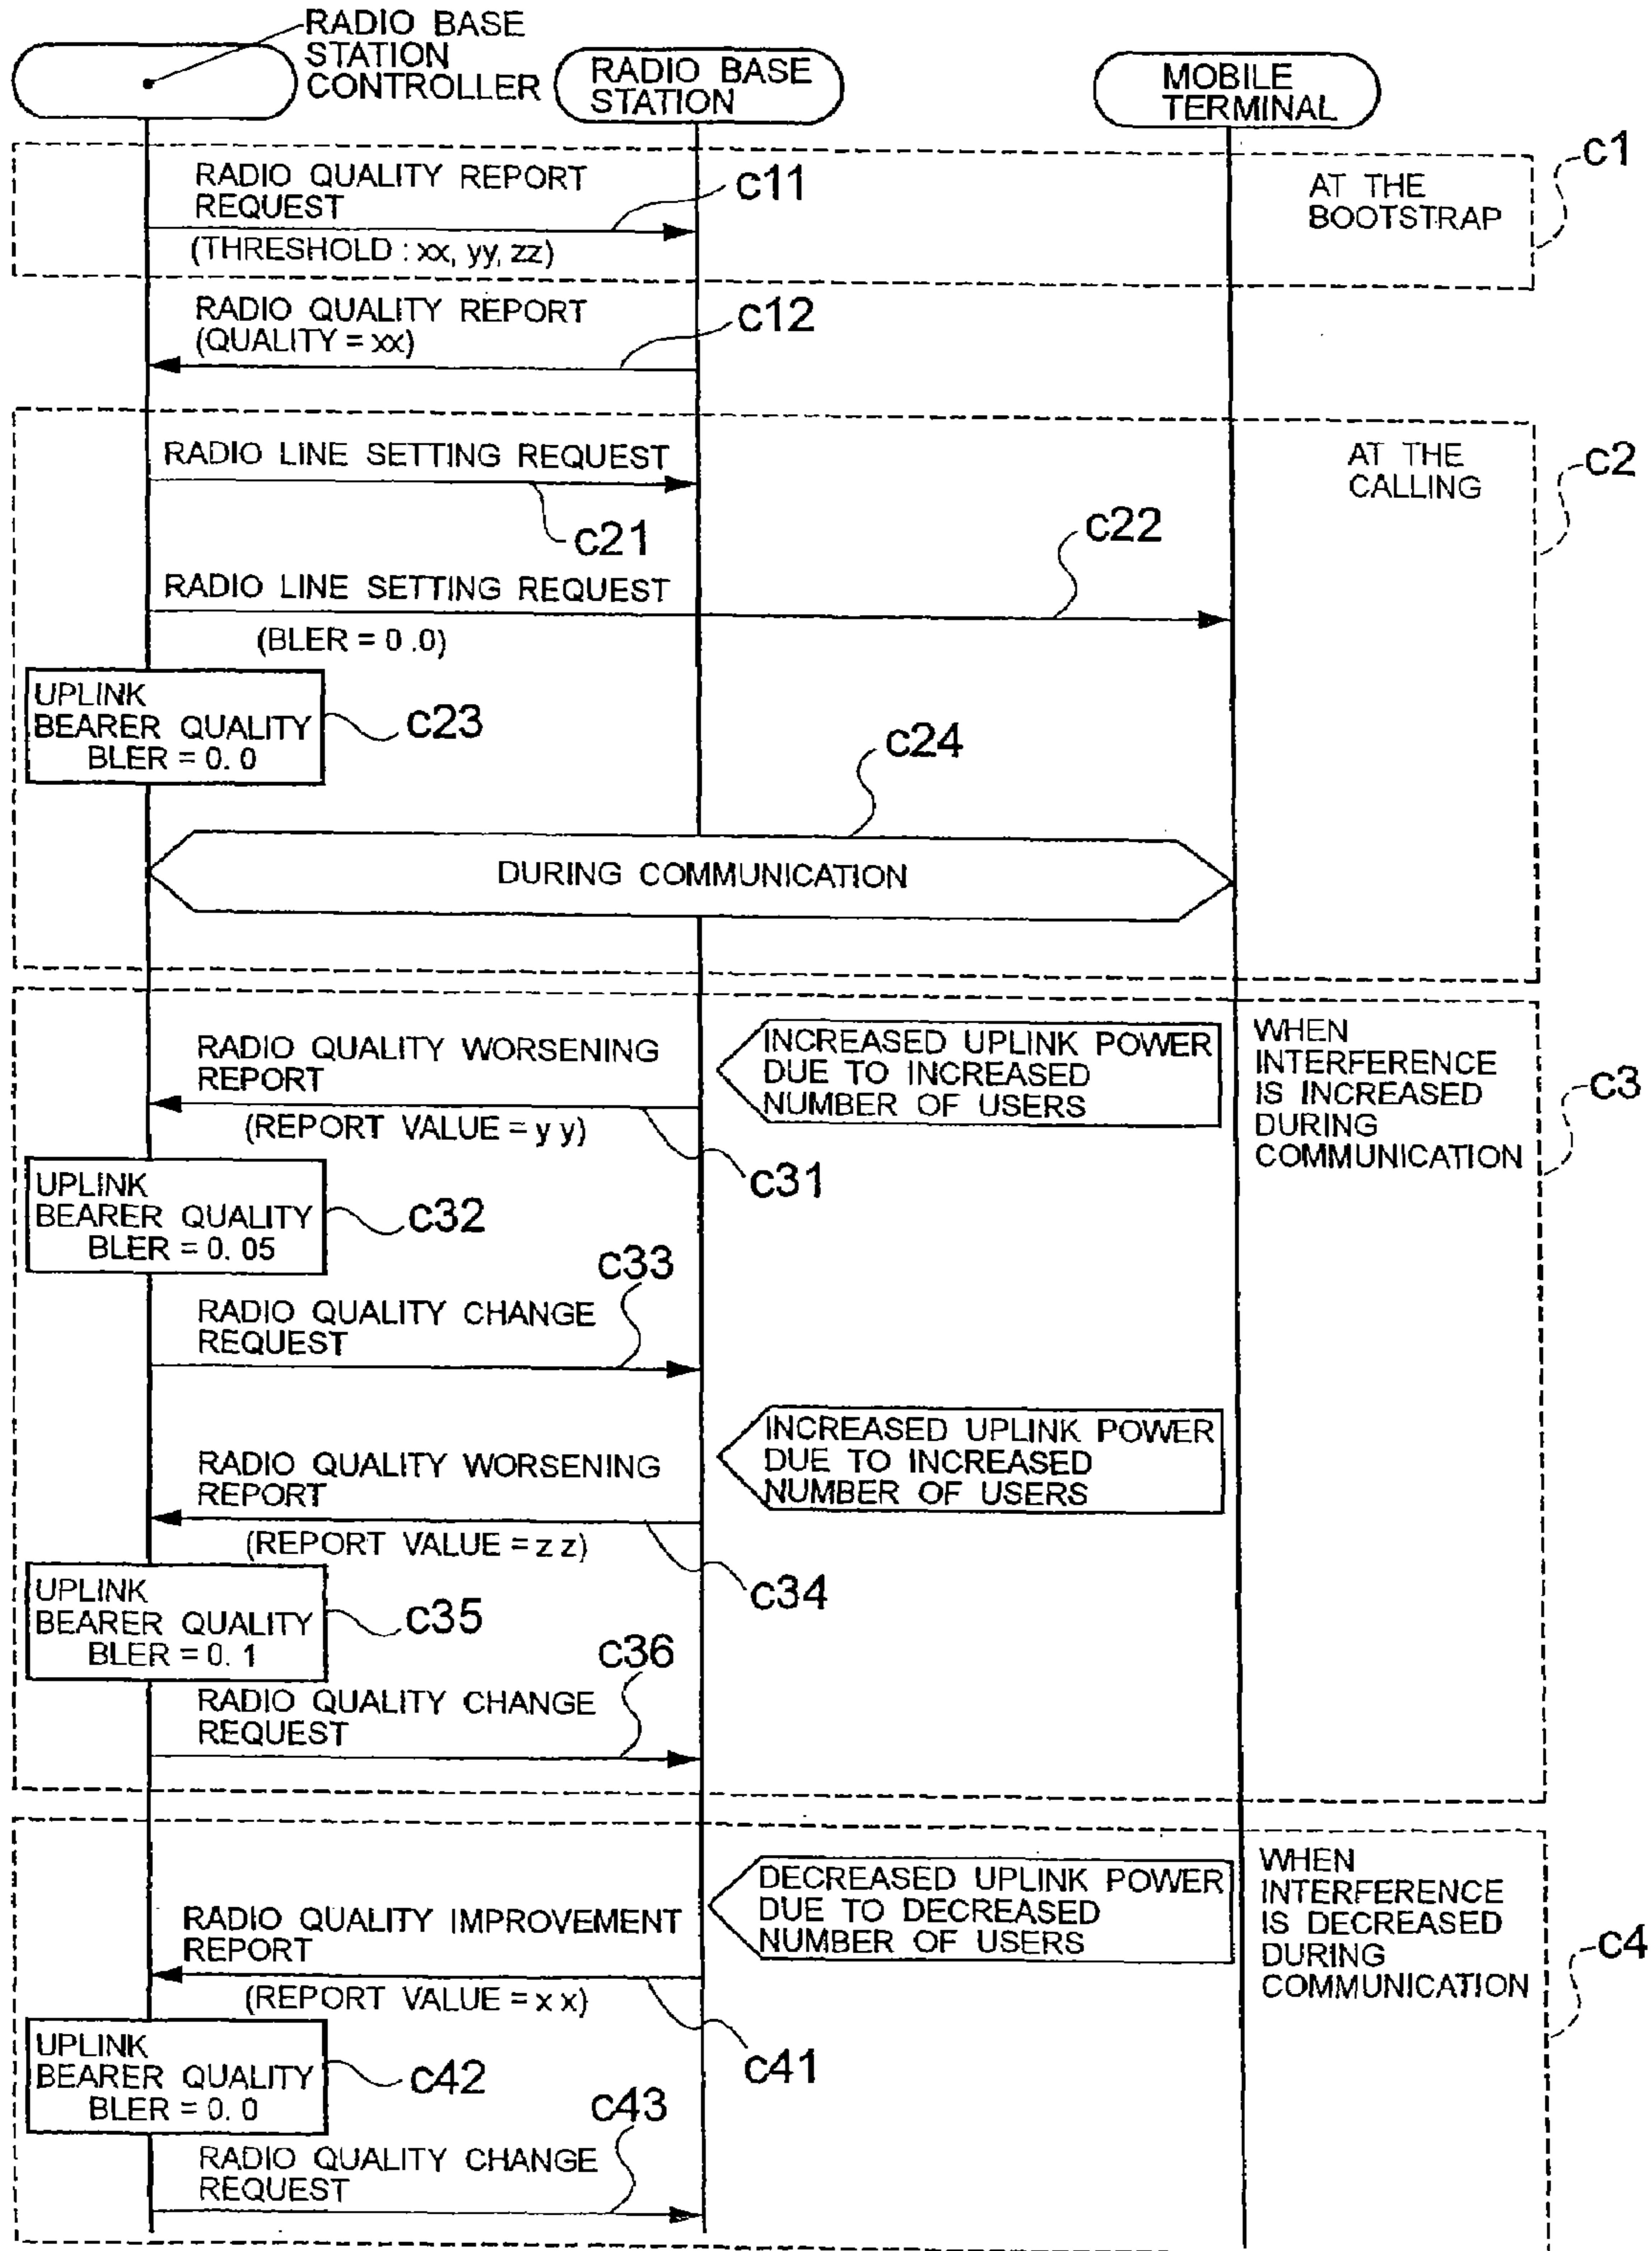 RADIO BASE
STATION
CONTROLLER
RADIO BASE
STATION
MOBILE
TERMINAL
c1
RADIO QUALITY REPORT
REQUEST
c11
AT THE
BOOTSTRAP
(THRESHOLD : xx, yy, zz)
RADIO QUALITY REPORT
(QUALITY = xx)
c12
RADIO LINE SETTING REQUEST
AT THE
CALLING
c2
c21
c22
RADIO LINE SETTING REQUEST
(BLER = 0 .0)
UPLINK
BEARER QUALITY
BLER = 0. 0
c23
c24
DURING COMMUNICATION
RADIO QUALITY WORSENING
REPORT
(REPORT VALUE = y y)
INCREASED UPLINK POWER
DUE TO INCREASED
NUMBER OF USERS
WHEN
INTERFERENCE
IS INCREASED
DURING
COMMUNICATION
c3
c31
UPLINK
BEARER QUALITY
BLER = 0. 05
c32
c33
RADIO QUALITY CHANGE
REQUEST
INCREASED UPLINK POWER
DUE TO INCREASED
NUMBER OF USERS
RADIO QUALITY WORSENING
REPORT
(REPORT VALUE = z z)
c34
UPLINK
BEARER QUALITY
BLER = 0. 1
c35
c36
RADIO QUALITY CHANGE
REQUEST
DECREASED UPLINK POWER
DUE TO DECREASED
NUMBER OF USERS
WHEN
INTERFERENCE
IS DECREASED
DURING
COMMUNICATION
c4
RADIO QUALITY IMPROVEMENT
REPORT
(REPORT VALUE = x x)
c41
UPLINK
BEARER QUALITY
BLER = 0. 0
c42
c43
RADIO QUALITY CHANGE
REQUEST